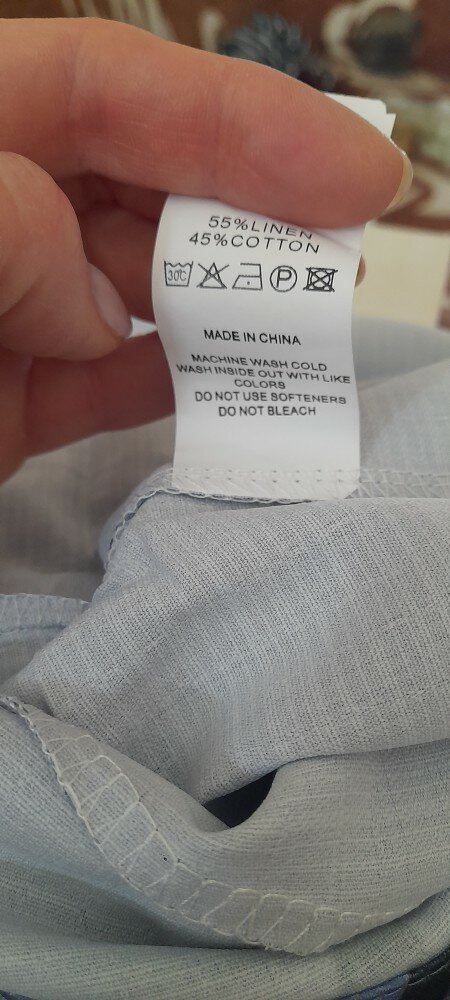 55%LINEN
45%COTTON
30°C P
MADE IN CHINA
MACHINE WASH COLD
WASH INSIDE OUT WITH LIKE
COLORS
DO NOT USE SOFTENERS
DO NOT BLEACH